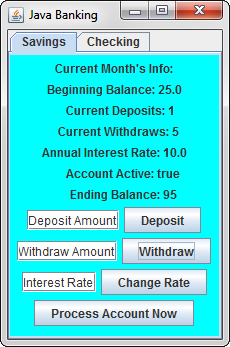 Java Banking
Savings Checking
Current Month's Info:
Beginning Balance: 25.0
Current Deposits: 1
Current Withdraws: 5
Annual Interest Rate: 10.0
Account Active: true
Ending Balance: 95
Deposit Amount Deposit
Withdraw Amount Withdraw
Interest Rate Change Rate
Process Account Now